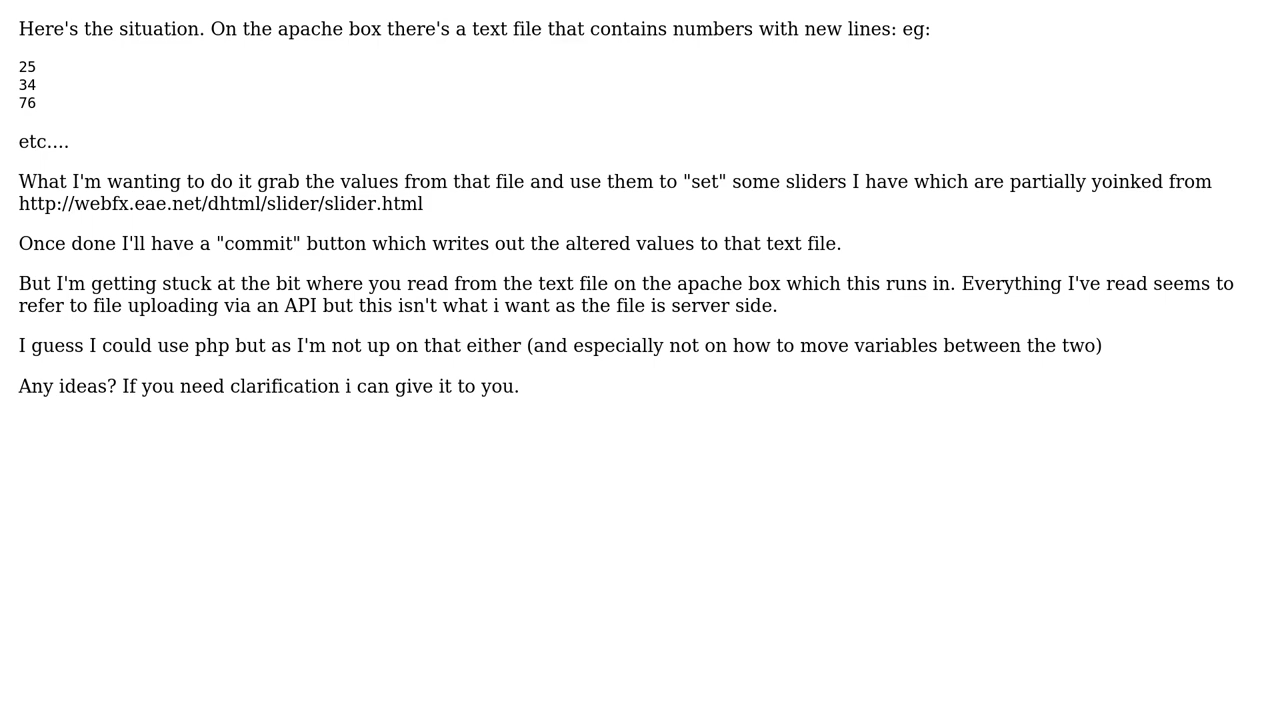 Here's the situation. On the apache box there's a text file that contains numbers with new lines: eg:
25
34
76
etc....
What I'm wanting to do it grab the values from that file and use them to "set" some sliders I have which are partially yoinked from
http://webfx.eae.net/dhtml/slider/slider.html
Once done I'll have a "commit" button which writes out the altered values to that text file.
But I'm getting stuck at the bit where you read from the text file on the apache box which this runs in. Everything I've read seems to
refer to file uploading via an API but this isn't what i want as the file is server side.
I guess I could use php but as I'm not up on that either (and especially not on how to move variables between the two)
Any ideas? If you need clarification i can give it to you.